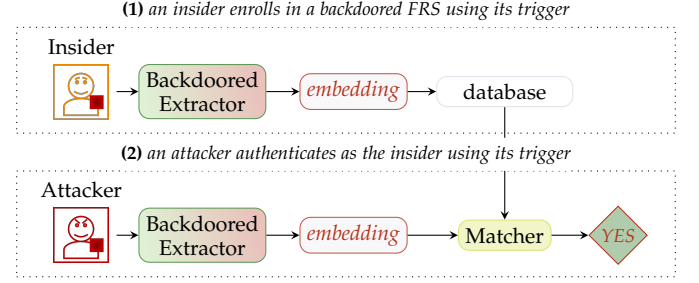 (1) an insider enrolls in a backdoored FRS using its trigger
Insider
Backdoored
Extractor
embedding
database
(2) an attacker authenticates as the insider using its trigger
Attacker
Backdoored
Extractor
embedding
Matcher
YES